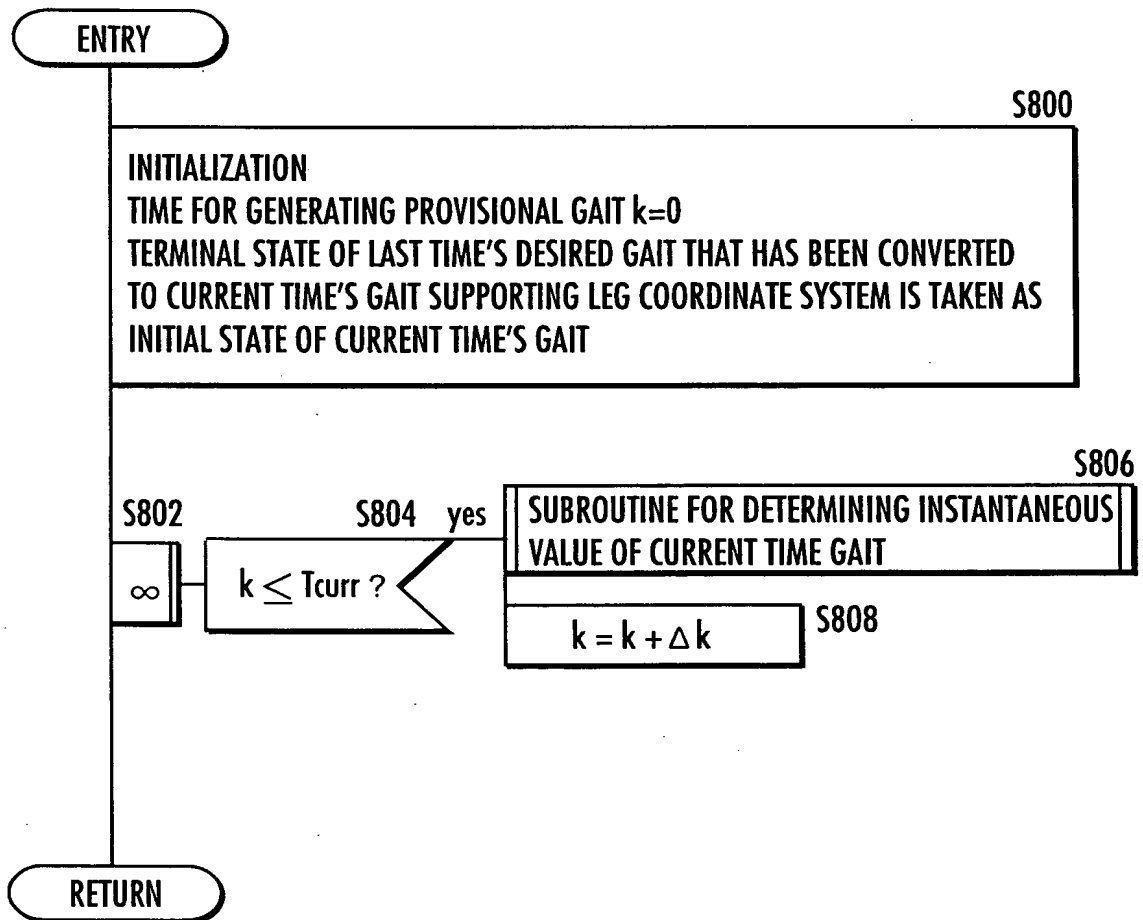 ENTRY
S800
INITIALIZATION
TIME FOR GENERATING PROVISIONAL GAIT k=0
TERMINAL STATE OF LAST TIME'S DESIRED GAIT THAT HAS BEEN CONVERTED
TO CURRENT TIME'S GAIT SUPPORTING LEG COORDINATE SYSTEM IS TAKEN AS
INITIAL STATE OF CURRENT TIME'S GAIT
S802
∞
S804
k ≤ Tcurr ?
yes
S806
SUBROUTINE FOR DETERMINING INSTANTANEOUS
VALUE OF CURRENT TIME GAIT
k = k + Δ k
S808
RETURN